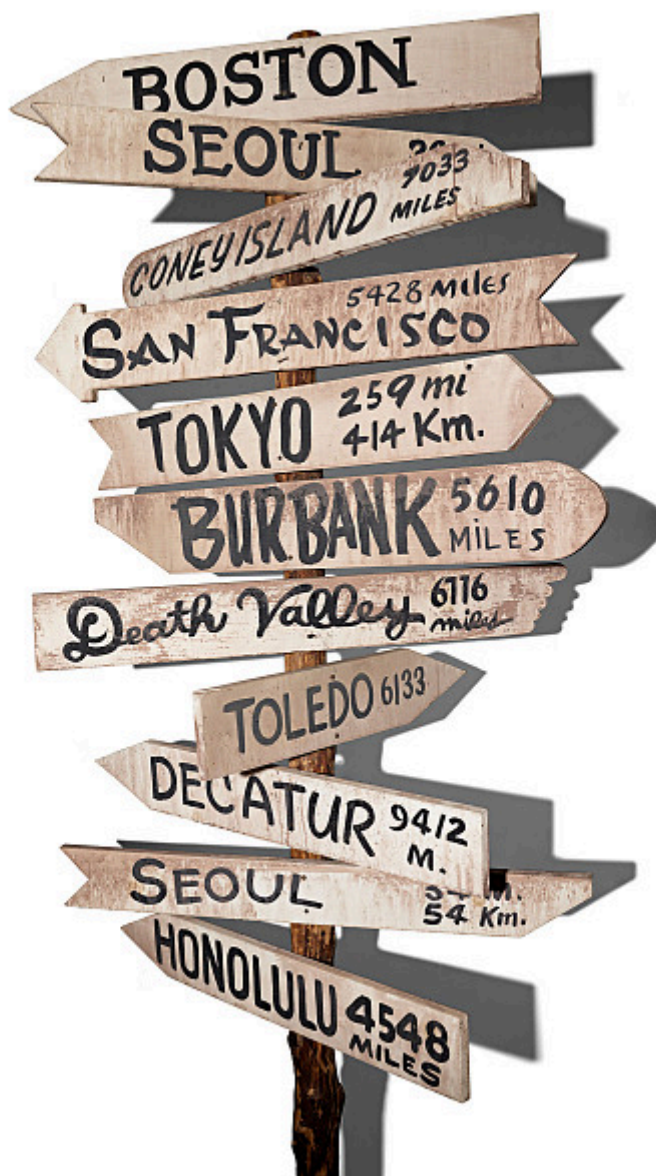 BOSTON
SEOUL
CONEY ISLAND 7033
MILES
5428 MILES
SAN FRANCISCO
TOKYO 259 mi
414 Km.
BURBANK 5610
MILES
Death Valley 6116
miles
TOLEDO 6133
DECATUR 9412
M.
SEOUL
54 Km.
HONOLULU 4548
MILES